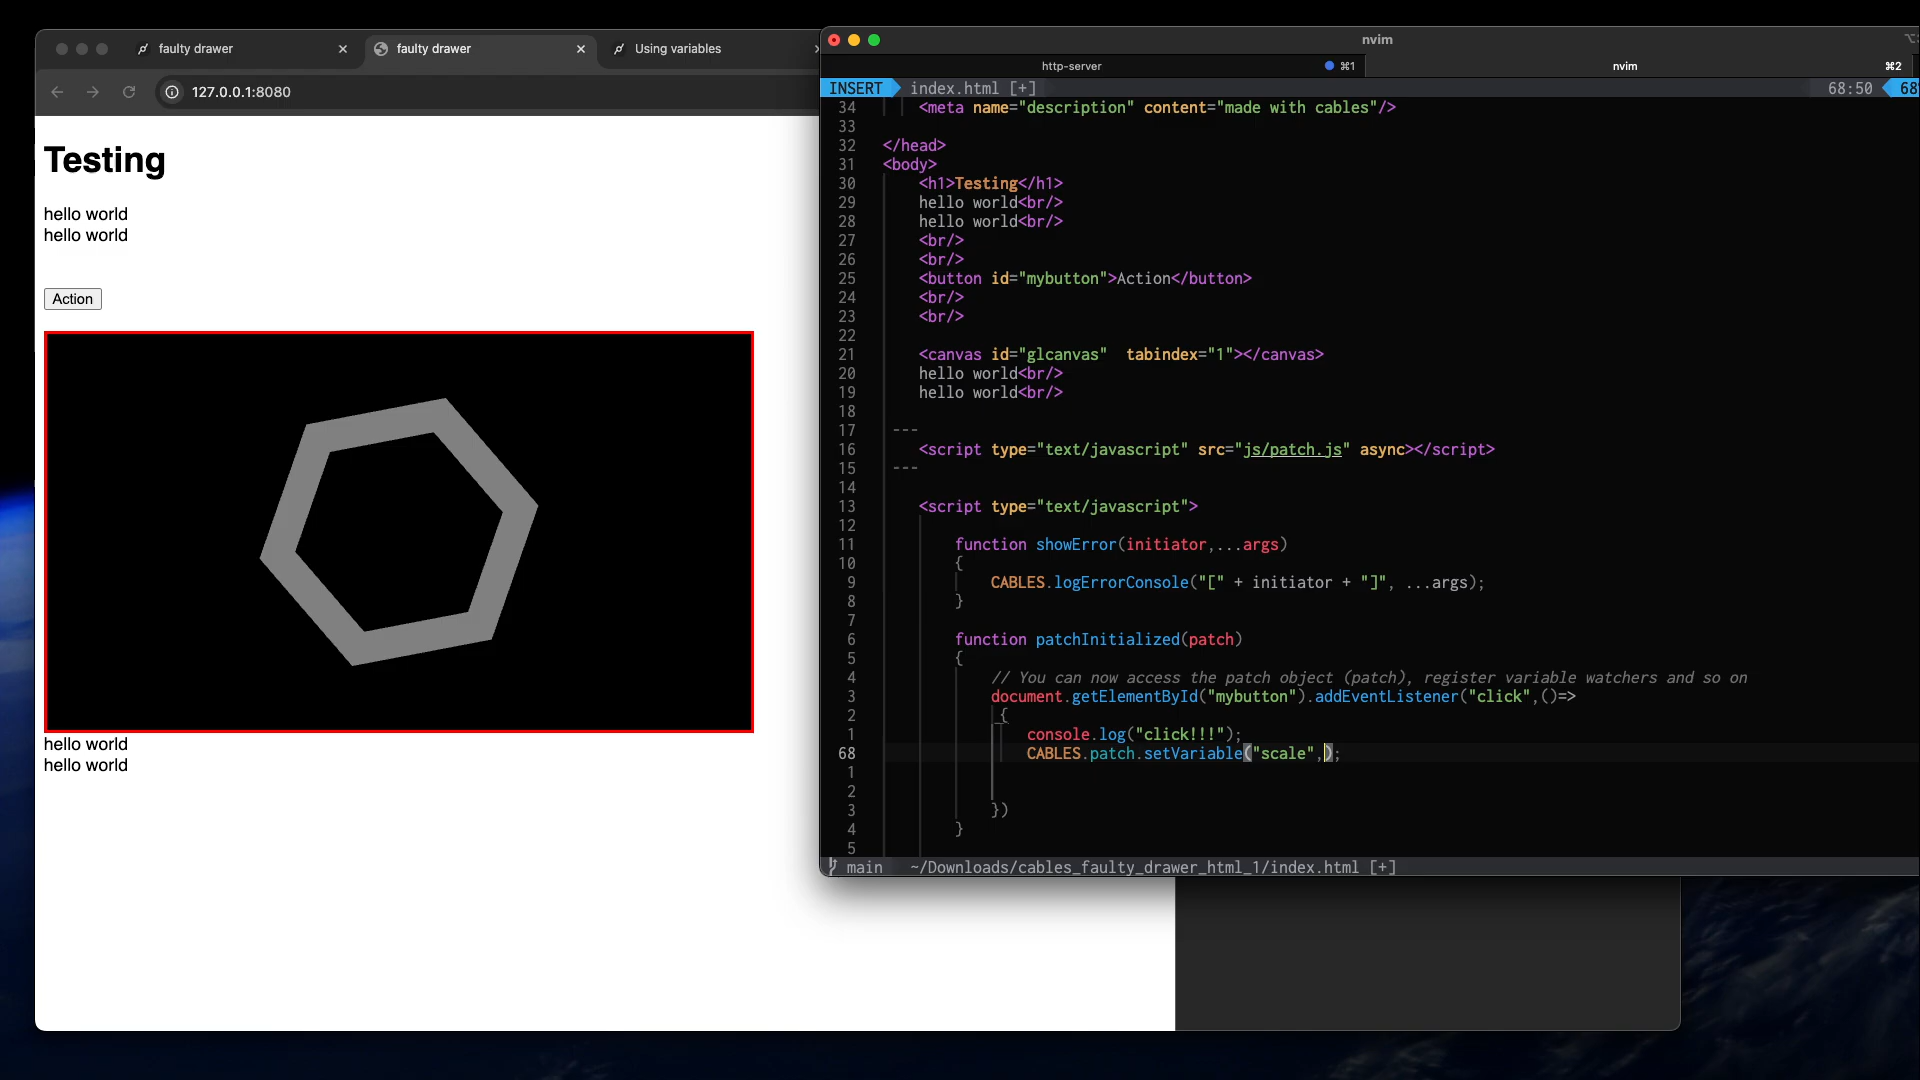 faulty drawer
faulty drawer
Using variables
127.0.0.1:8080
Testing
hello world
hello world
Action
hello world
hello world
nvim
http-server
⌘1
nvim
⌘2
INSERT index.html [+] 68:50 68
34 <meta name="description" content="made with cables"/>
33
32 </head>
31 <body>
30 <h1>Testing</h1>
29 hello world<br/>
28 hello world<br/>
27 <br/>
26 <br/>
25 <button id="mybutton">Action</button>
24 <br/>
23 <br/>
22
21 <canvas id="glcanvas"  tabindex="1"></canvas>
20 hello world<br/>
19 hello world<br/>
18
17 ---
16 <script type="text/javascript" src="js/patch.js" async></script>
15 ---
14
13 <script type="text/javascript">
12
11 function showError(initiator,...args)
10 {
9 CABLES.logErrorConsole("[" + initiator + "]", ...args);
8 }
7
6 function patchInitialized(patch)
5 {
4 // You can now access the patch object (patch), register variable watchers and so on
3 document.getElementById("mybutton").addEventListener("click",()=>
2 {
1 console.log("click!!!");
68 CABLES.patch.setVariable("scale",);
1
2
3 })
4 }
5
main ~/Downloads/cables_faulty_drawer_html_1/index.html [+]